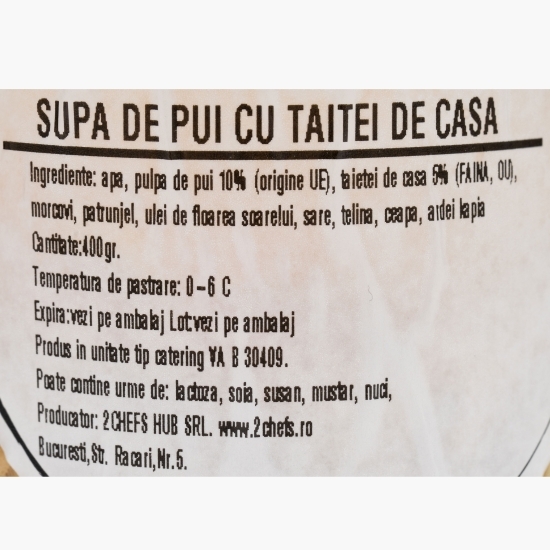 SUPA DE PUI CU TAITEI DE CASA
Ingrediente: apa, pulpa de pui 10% (origine UE), taietei de casa 5% (FAINA, OU),
morcovi, patrunjel, ulei de floarea soarelui, sare, telina, ceapa, ardei kapia
Cantitate:400gr.
Temperatura de pastrare: 0-6 C
Expira:vezi pe ambalaj Lot:vezi pe ambalaj
Produs in unitate tip catering VA B 30409.
Poate contine urme de: lactoza, soia, susan, mustar, nuci,
Producator: 2CHEFS HUB SRL. www.2chefs.ro
Bucuresti,Str. Racari,Nr.5.